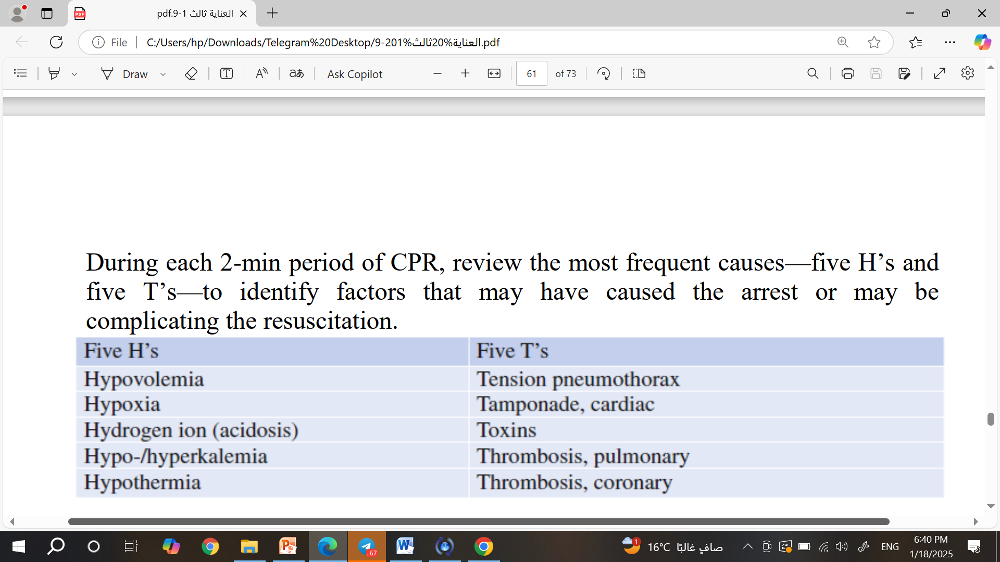 العناية ثالث 1-9.pdf
File
C:/Users/hp/Downloads/Telegram%20Desktop/9-201%العناية%20ثالث.pdf
Draw
Ask Copilot
61 of 73
During each 2-min period of CPR, review the most frequent causes—five H’s and
five T’s—to identify factors that may have caused the arrest or may be
complicating the resuscitation.
Five H’s Five T’s
Hypovolemia Tension pneumothorax
Hypoxia Tamponade, cardiac
Hydrogen ion (acidosis) Toxins
Hypo-/hyperkalemia Thrombosis, pulmonary
Hypothermia Thrombosis, coronary
16°C صافٍ غالبًا
ENG
6:40 PM
1/18/2025